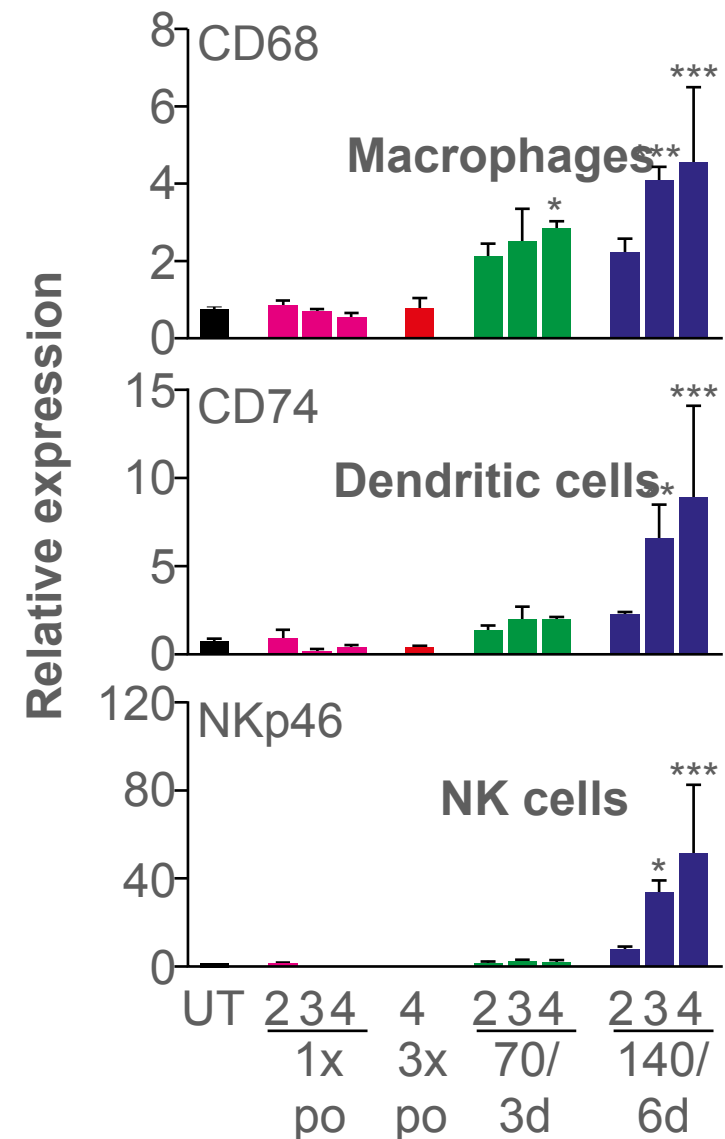 Relative expression
8
CD68
***
6
Macrophages
***
4
*
2
0
15
CD74
***
10
Dendritic cells
**
5
0
120
NKp46
***
80
NK cells
*
40
0
UT 2 3 4 4 2 3 4 2 3 4
1x 3x 70/ 140/
po po 3d 6d